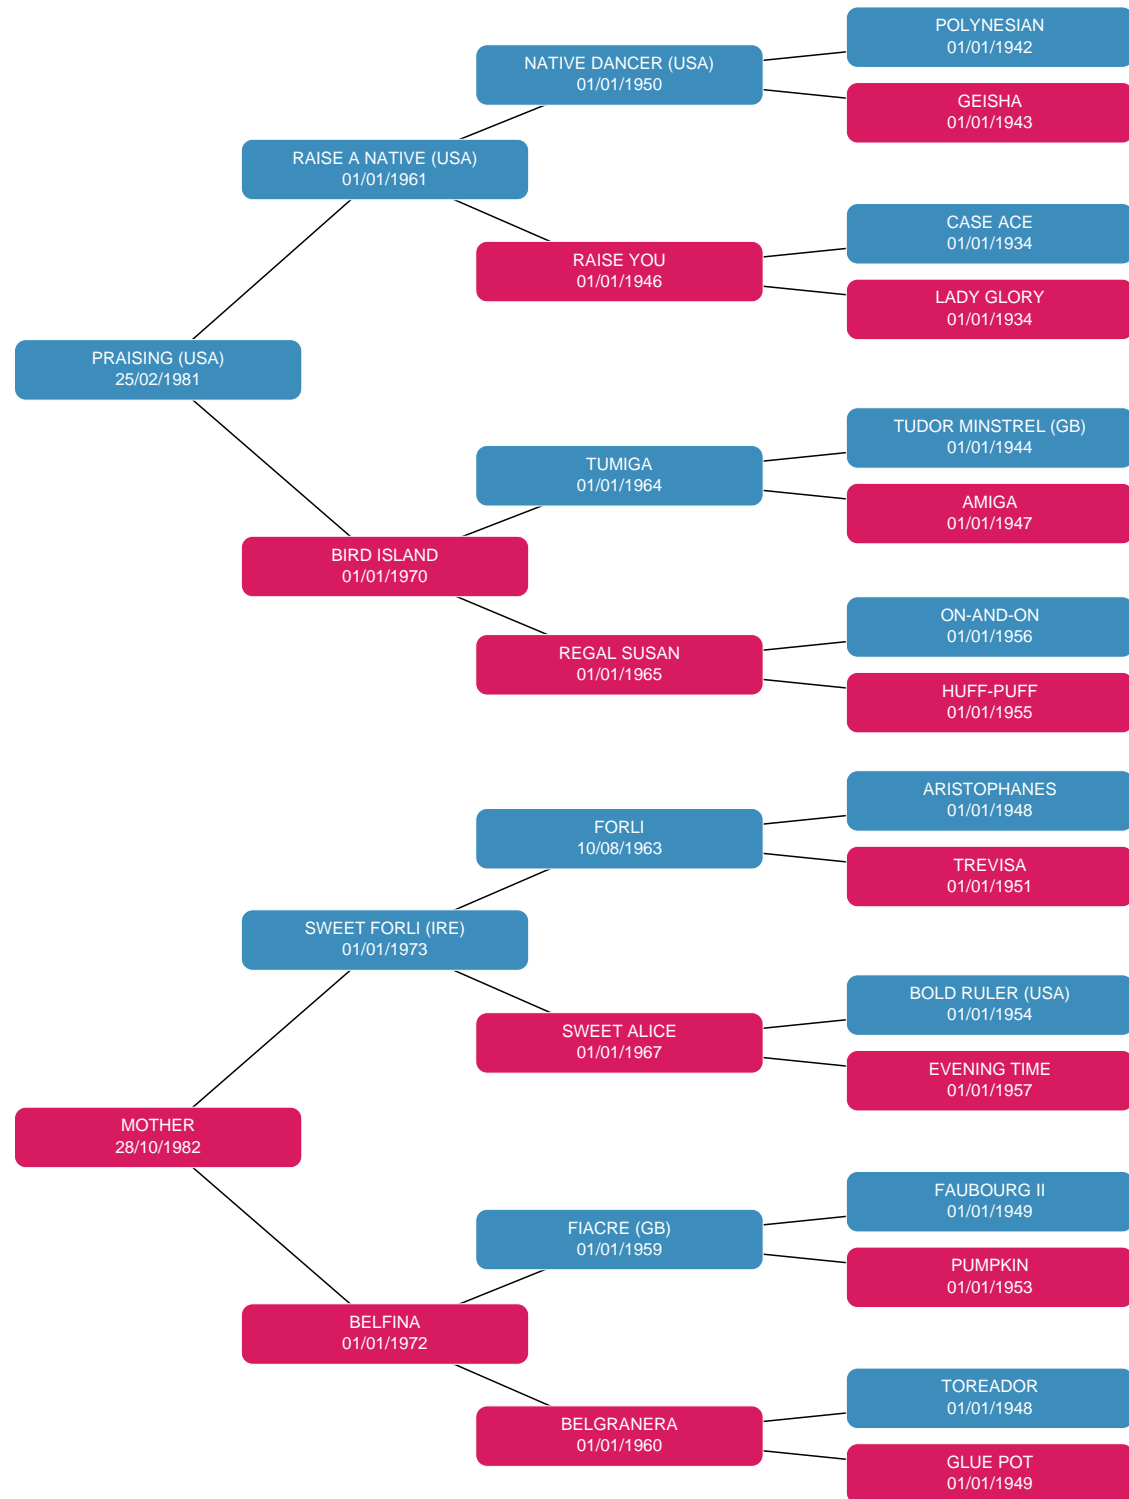 POLYNESIAN
01/01/1942
NATIVE DANCER (USA)
01/01/1950
GEISHA
01/01/1943
RAISE A NATIVE (USA)
01/01/1961
CASE ACE
01/01/1934
RAISE YOU
01/01/1946
LADY GLORY
01/01/1934
PRAISING (USA)
25/02/1981
TUDOR MINSTREL (GB)
01/01/1944
TUMIGA
01/01/1964
AMIGA
01/01/1947
BIRD ISLAND
01/01/1970
ON-AND-ON
01/01/1956
REGAL SUSAN
01/01/1965
HUFF-PUFF
01/01/1955
ARISTOPHANES
01/01/1948
FORLI
10/08/1963
TREVISA
01/01/1951
SWEET FORLI (IRE)
01/01/1973
BOLD RULER (USA)
01/01/1954
SWEET ALICE
01/01/1967
EVENING TIME
01/01/1957
MOTHER
28/10/1982
FAUBOURG II
01/01/1949
FIACRE (GB)
01/01/1959
PUMPKIN
01/01/1953
BELFINA
01/01/1972
TOREADOR
01/01/1948
BELGRANERA
01/01/1960
GLUE POT
01/01/1949